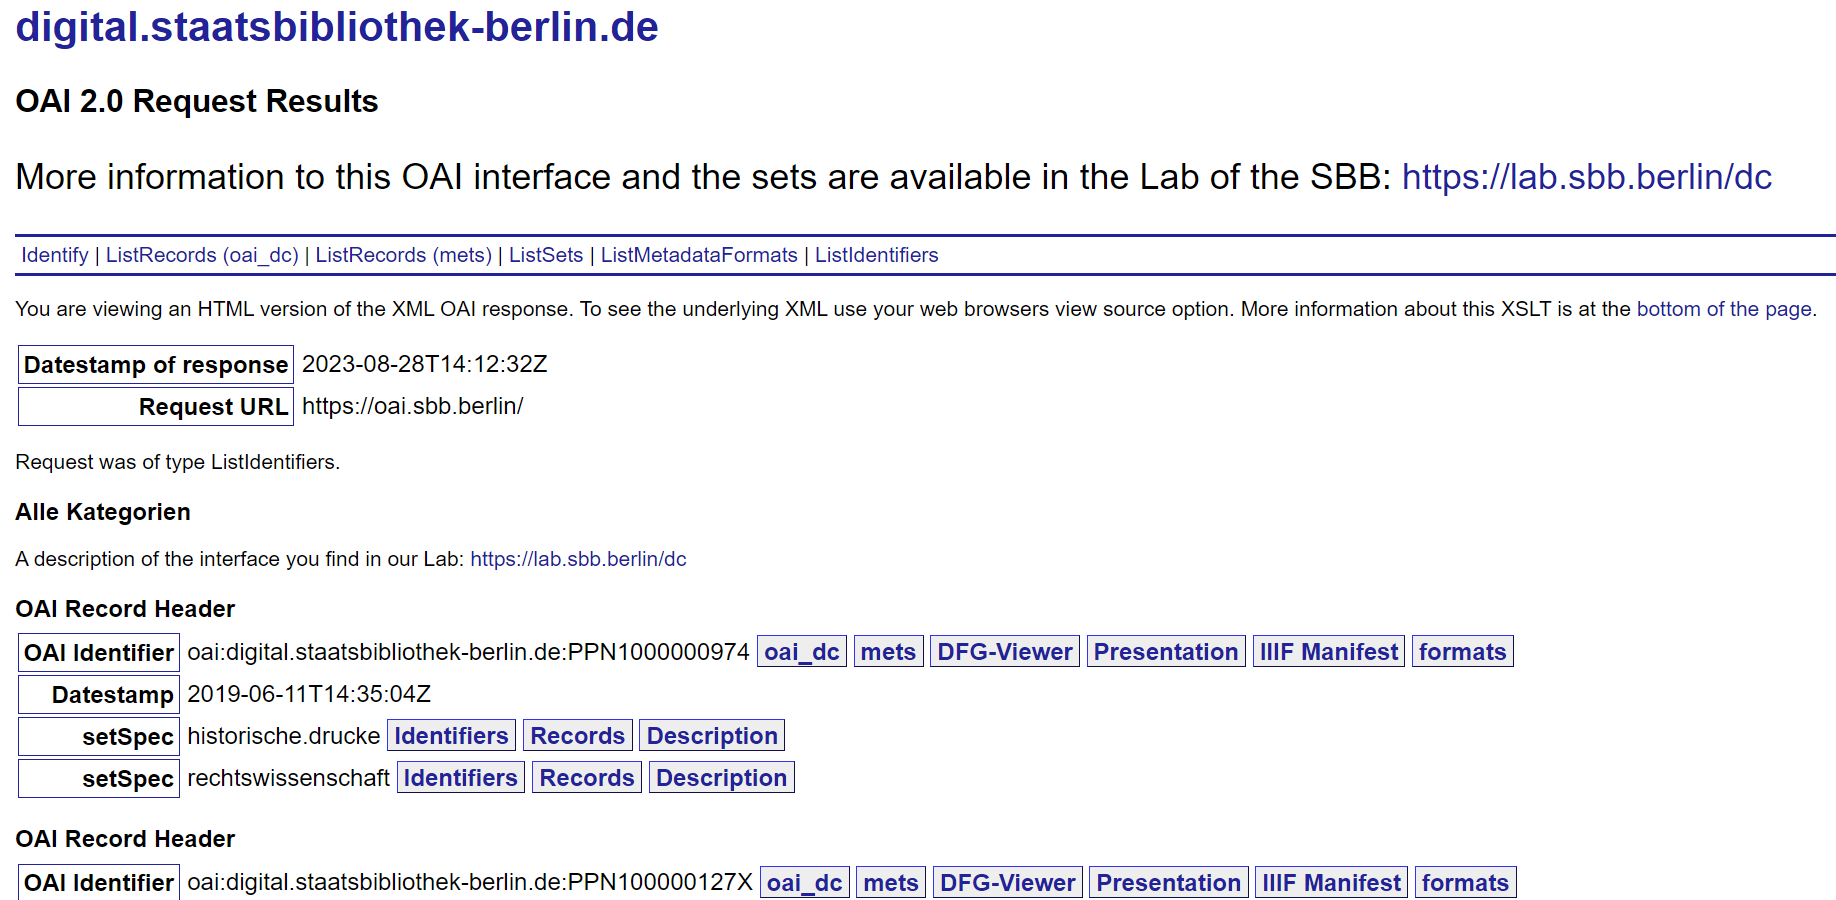 digital.staatsbibliothek-berlin.de
OAI 2.0 Request Results
More information to this OAI interface and the sets are available in the Lab of the SBB: https://lab.sbb.berlin/dc
Identify | ListRecords (oai_dc) | ListRecords (mets) | ListSets | ListMetadataFormats | ListIdentifiers
You are viewing an HTML version of the XML OAI response. To see the underlying XML use your web browsers view source option. More information about this XSLT is at the bottom of the page.
Datestamp of response 2023-08-28T14:12:32Z
Request URL https://oai.sbb.berlin/
Request was of type ListIdentifiers.
Alle Kategorien
A description of the interface you find in our Lab: https://lab.sbb.berlin/dc
OAI Record Header
OAI Identifier oai:digital.staatsbibliothek-berlin.de:PPN1000000974 oai_dc mets DFG-Viewer Presentation IIIF Manifest formats
Datestamp 2019-06-11T14:35:04Z
setSpec historische.drucke Identifiers Records Description
setSpec rechtswissenschaft Identifiers Records Description
OAI Record Header
OAI Identifier oai:digital.staatsbibliothek-berlin.de:PPN100000127X oai_dc mets DFG-Viewer Presentation IIIF Manifest formats